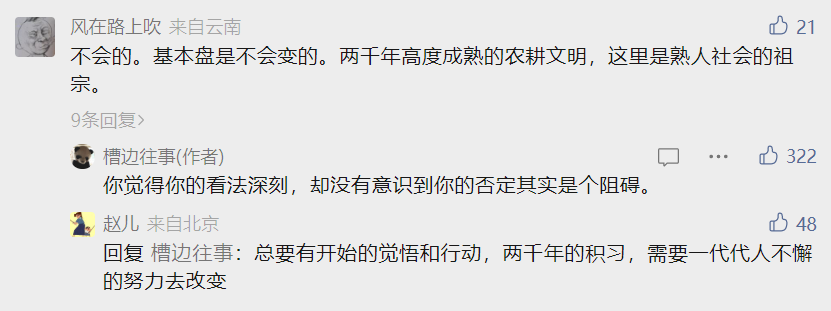 风在路上吹 来自云南
21
不会的。基本盘是不会变的。两千年高度成熟的农耕文明，这里是熟人社会的祖
宗。
9条回复>
槽边往事(作者)
322
你觉得你的看法深刻，却没有意识到你的否定其实是个阻碍。
赵儿 来自北京
48
回复 槽边往事：总要有开始的觉悟和行动，两千年的积习，需要一代代人不懈
的努力去改变